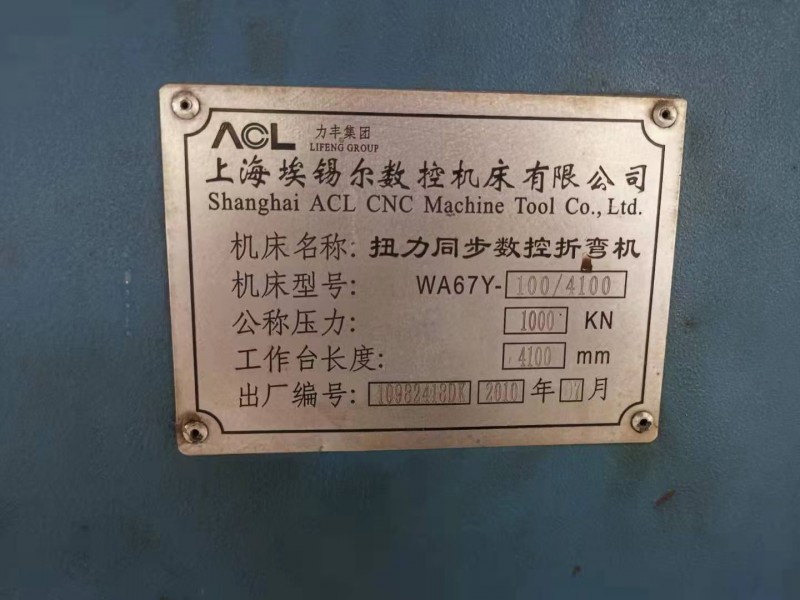 ACL 力丰集团
LIFENG GROUP
上海埃锡尔数控机床有限公司
Shanghai ACL CNC Machine Tool Co., Ltd.
机床名称: 扭力同步数控折弯机
机床型号: WA67Y-100/4100
公称压力: 1000 KN
工作台长度: 4100 mm
出厂编号: 10982418DK 2010 年 07 月